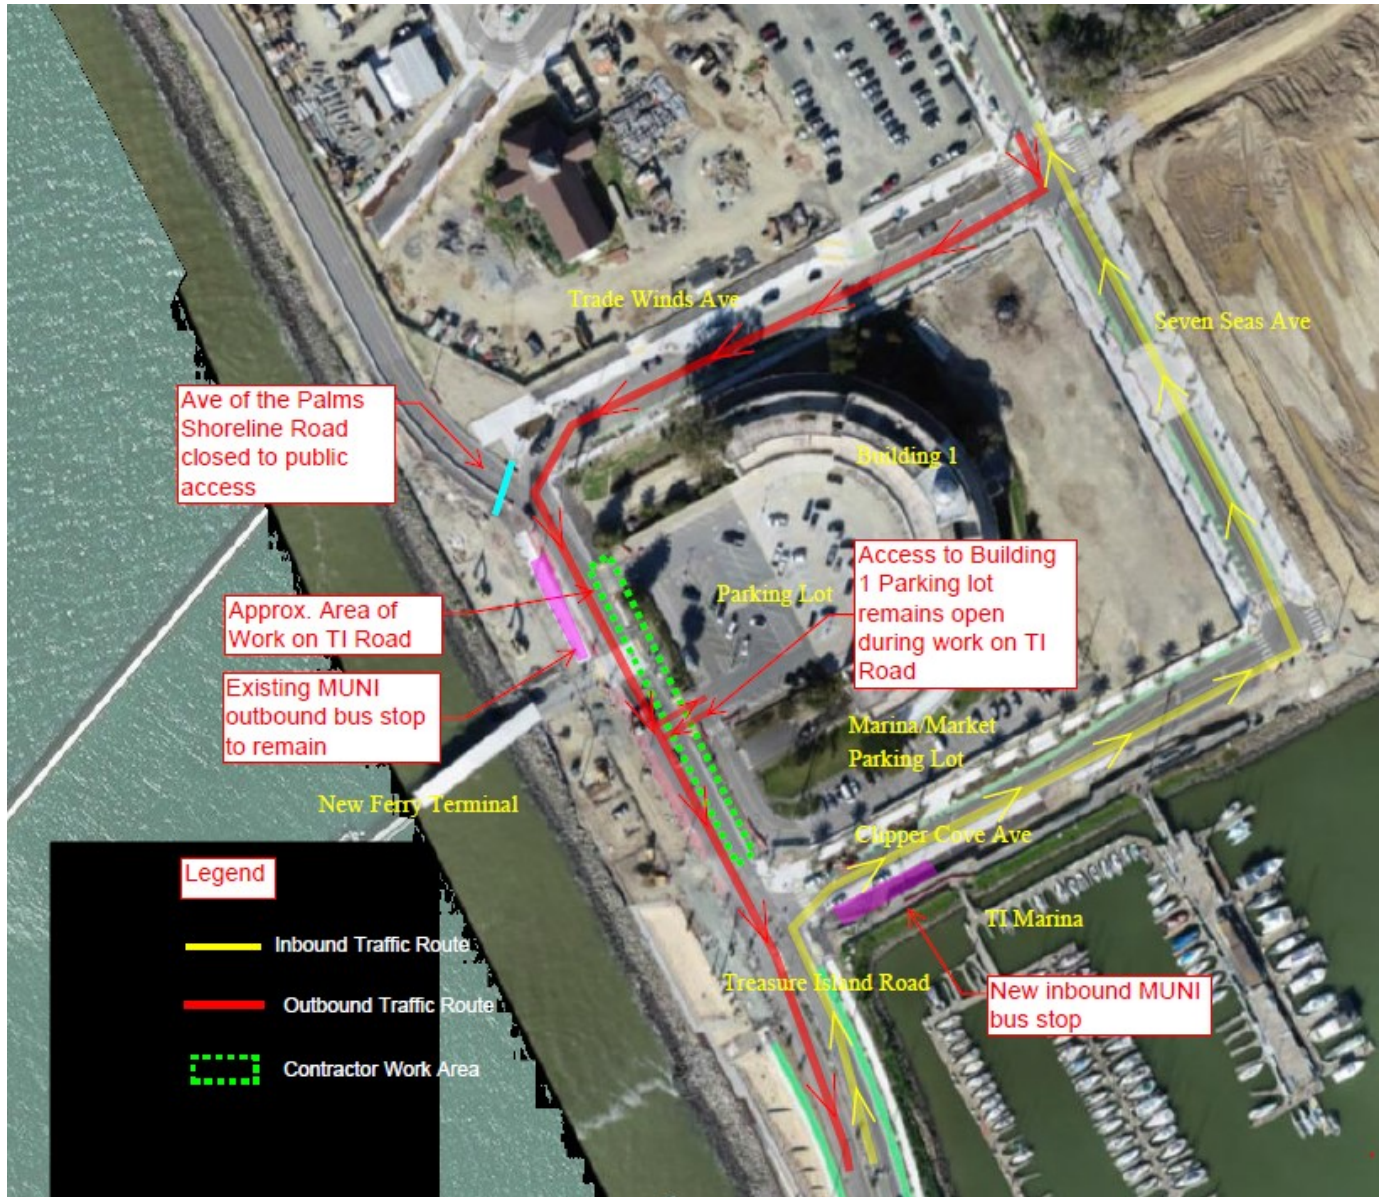 Trade Winds Ave
Seven Seas Ave
Ave of the Palms
Shoreline Road
closed to public
access
Building 1
Access to Building
1 Parking lot
remains open
during work on TI
Road
Parking Lot
Approx. Area of
Work on TI Road
Existing MUNI
outbound bus stop
to remain
Marina/Market
Parking Lot
New Ferry Terminal
Clipper Cove Ave
Legend
TI Marina
Inbound Traffic Route
Treasure Island Road
New inbound MUNI
bus stop
Outbound Traffic Route
Contractor Work Area